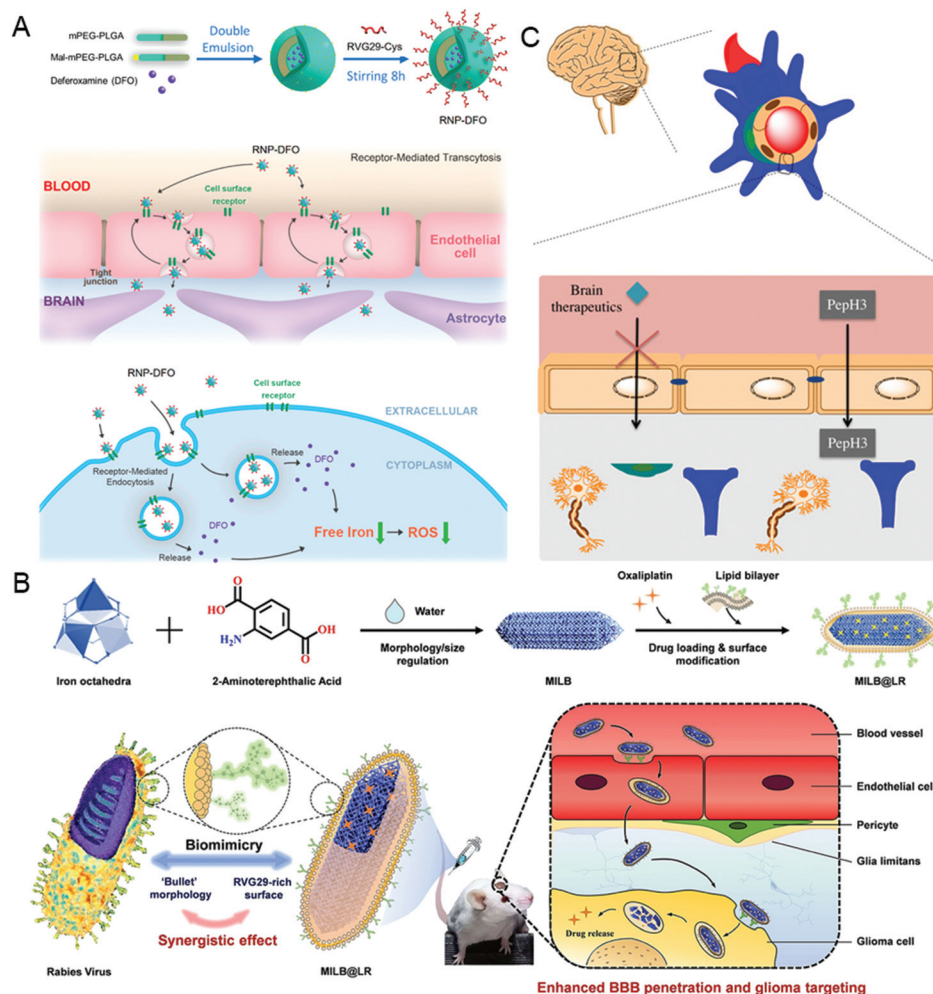 A
mPEG-PLGA
Mal-mPEG-PLGA
Deferoxamine (DFO)
Double
Emulsion
RVG29-Cys
Stirring 8h
RNP-DFO
RNP-DFO
Receptor-Mediated Transcytosis
BLOOD
Cell surface
receptor
Endothelial
cell
Tight
junction
BRAIN
Astrocyte
RNP-DFO
Cell surface
receptor
EXTRACELLULAR
CYTOPLASM
Receptor-Mediated
Endocytosis
Release
DFO
DFO
Release
Free Iron
ROS
C
Brain
therapeutics
PepH3
PepH3
B
Iron octahedra
O
HO
H₂N
OH
O
2-Aminoterephthalic Acid
Water
Morphology/size
regulation
MILB
Oxaliplatin
Lipid bilayer
Drug loading & surface
modification
MILB@LR
Biomimicry
'Bullet'
morphology
RVG29-rich
surface
Synergistic effect
Rabies Virus
MILB@LR
Blood vessel
Endothelial cell
Pericyte
Glia limitans
Glioma cell
Drug release
Enhanced BBB penetration and glioma targeting